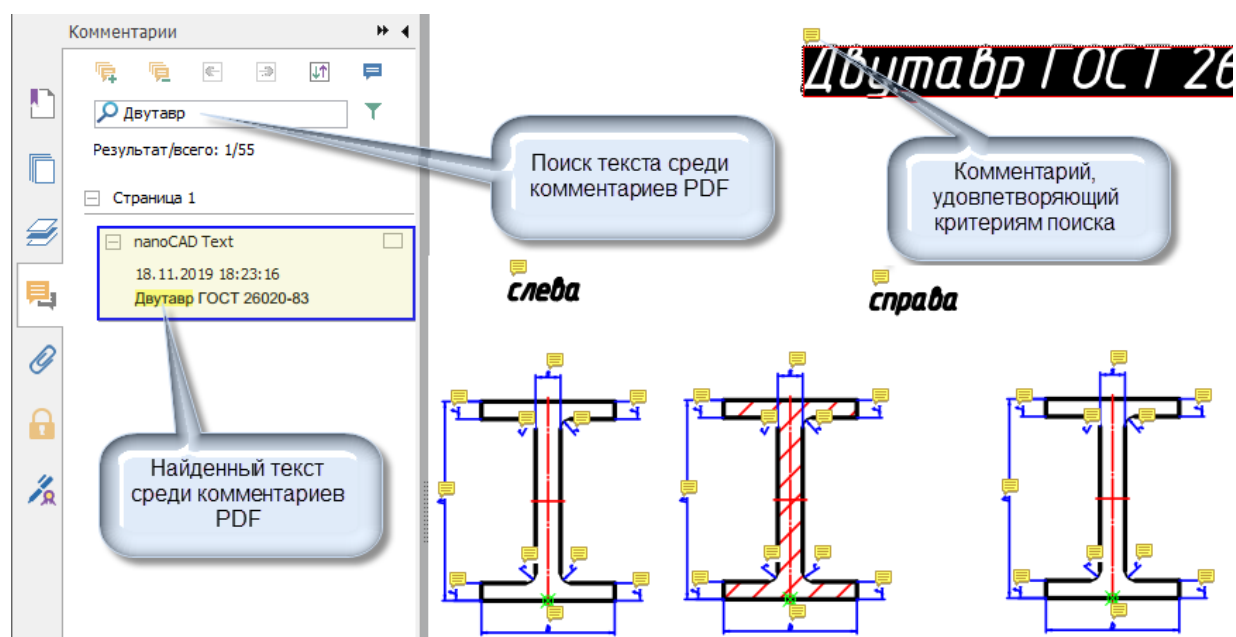 Комментарии
Двутавр
Результат/всего: 1/55
Страница 1
nanoCAD Text
18.11.2019 18:23:16
Двутавр ГОСТ 26020-83
Найденный текст
среди комментариев
PDF
Поиск текста среди
комментариев PDF
Двутавр ГОСТ 26
Комментарий,
удовлетворяющий
критериям поиска
слева
справа